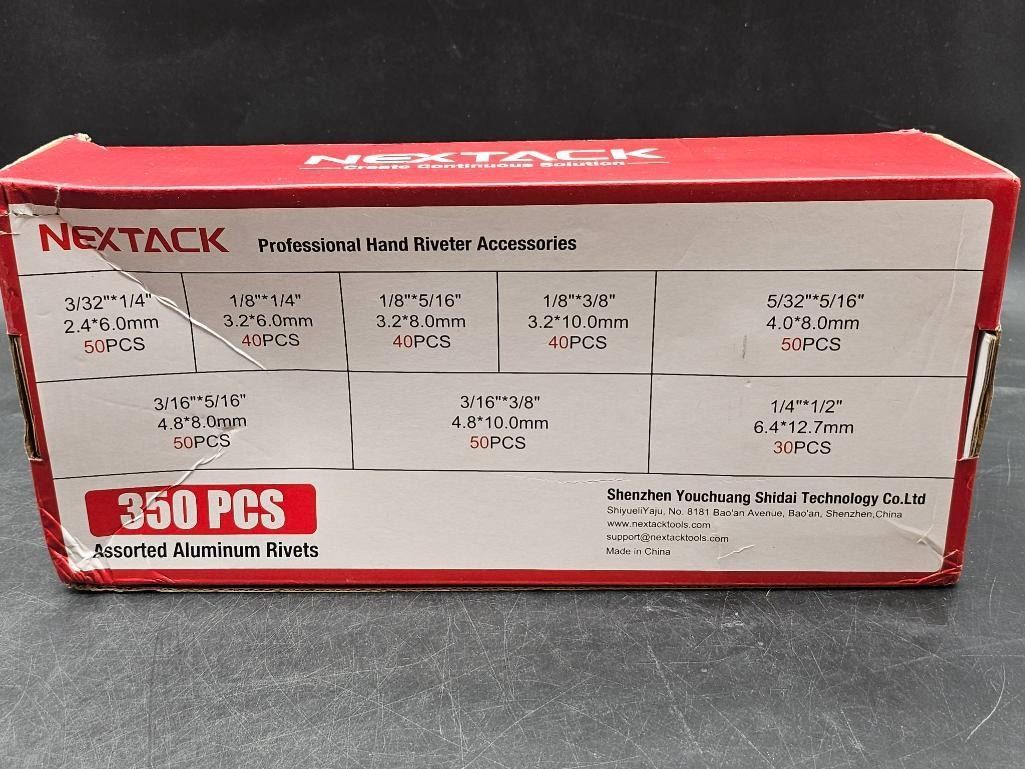 NEXTACK
Create Continuous Solution
NEXTACK
Professional Hand Riveter Accessories
3/32"*1/4"
2.4*6.0mm
50PCS
1/8"*1/4"
3.2*6.0mm
40PCS
1/8"*5/16"
3.2*8.0mm
40PCS
1/8"*3/8"
3.2*10.0mm
40PCS
5/32"*5/16"
4.0*8.0mm
50PCS
3/16"*5/16"
4.8*8.0mm
50PCS
3/16"*3/8"
4.8*10.0mm
50PCS
1/4"*1/2"
6.4*12.7mm
30PCS
350 PCS
Assorted Aluminum Rivets
Shenzhen Youchuang Shidai Technology Co.Ltd
ShiyueliYaju, No. 8181 Bao'an Avenue, Bao'an, Shenzhen,China
www.nextacktools.com
support@nextacktools.com
Made in China